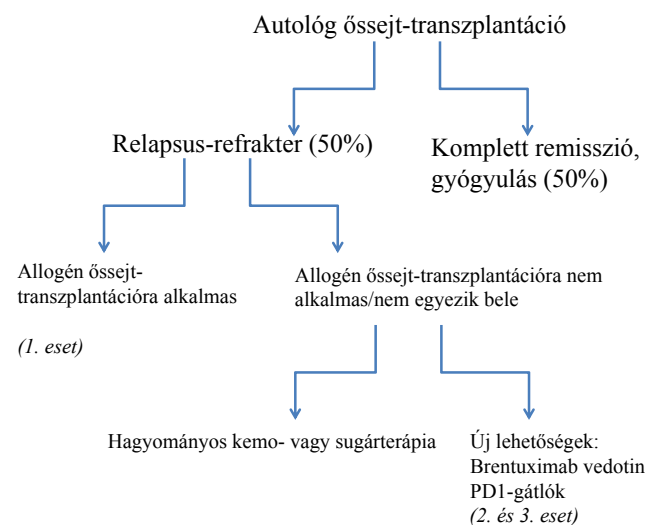 Autológ őssejt-transzplantáció
Relapsus-refrakter (50%)
Komplett remisszió,
gyógyulás (50%)
Allogén őssejt-
transzplantációra alkalmas
(1. eset)
Allogén őssejt-transzplantációra nem
alkalmas/nem egyezik bele
Hagyományos kemo- vagy sugárterápia
Új lehetőségek:
Brentuximab vedotin
PD1-gátlók
(2. és 3. eset)